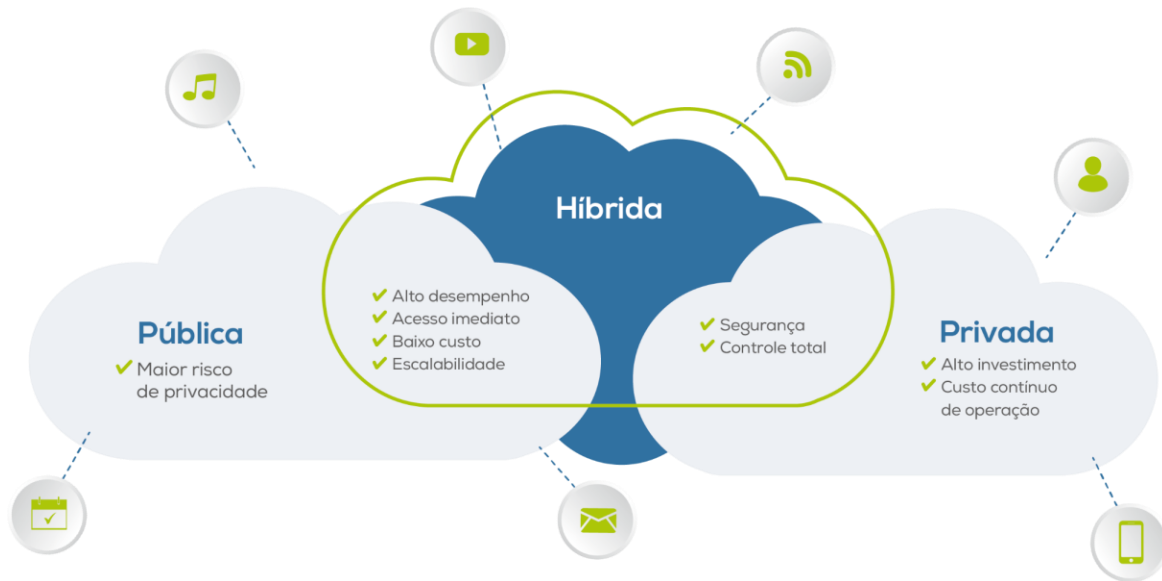 Híbrida
Pública
Maior risco
de privacidade
Alto desempenho
Acesso imediato
Baixo custo
Escalabilidade
Segurança
Controle total
Privada
Alto investimento
Custo contínuo
de operação